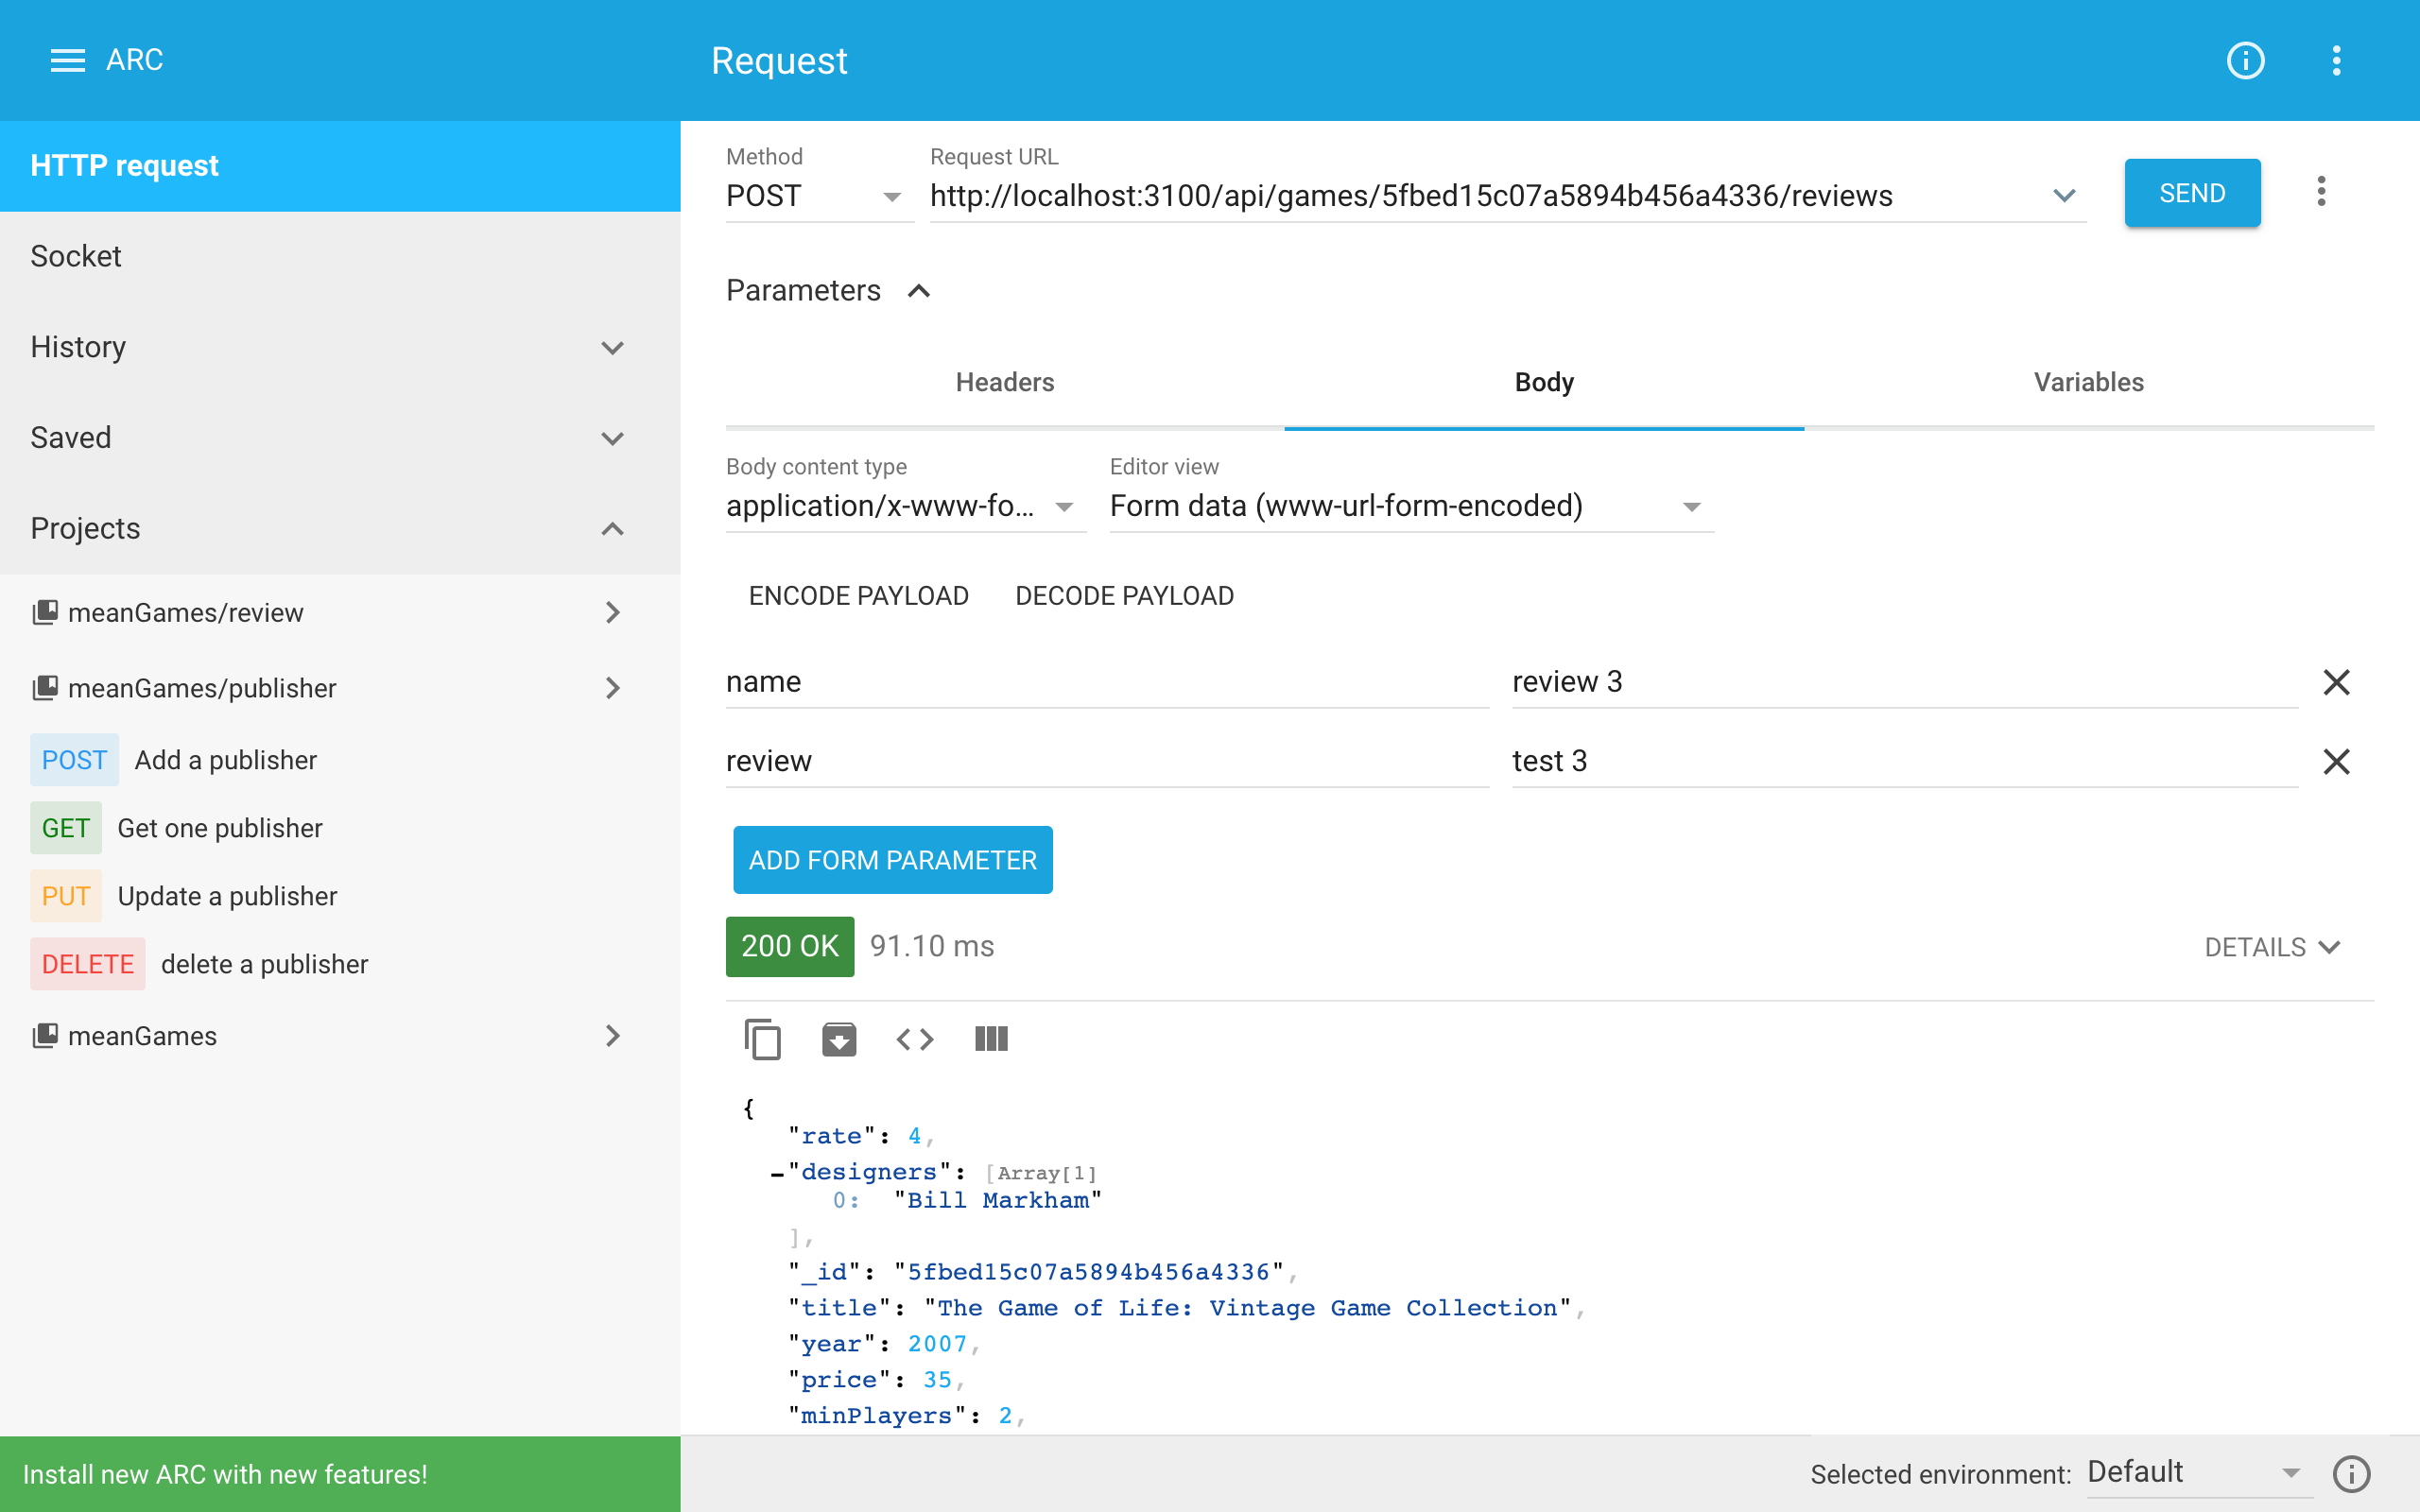 ARC
Request
HTTP request
Socket
History
Saved
Projects
meanGames/review
meanGames/publisher
POST Add a publisher
GET Get one publisher
PUT Update a publisher
DELETE delete a publisher
meanGames
Install new ARC with new features!
Method
POST
Request URL
http://localhost:3100/api/games/5fbed15c07a5894b456a4336/reviews
SEND
Parameters
Headers Body Variables
Body content type
application/x-www-fo...
Editor view
Form data (www-url-form-encoded)
ENCODE PAYLOAD DECODE PAYLOAD
name review 3
review test 3
ADD FORM PARAMETER
200 OK 91.10 ms DETAILS
{
"rate": 4,
"designers": [Array[1]
0: "Bill Markham"
],
"_id": "5fbed15c07a5894b456a4336",
"title": "The Game of Life: Vintage Game Collection",
"year": 2007,
"price": 35,
"minPlayers": 2,
Selected environment: Default